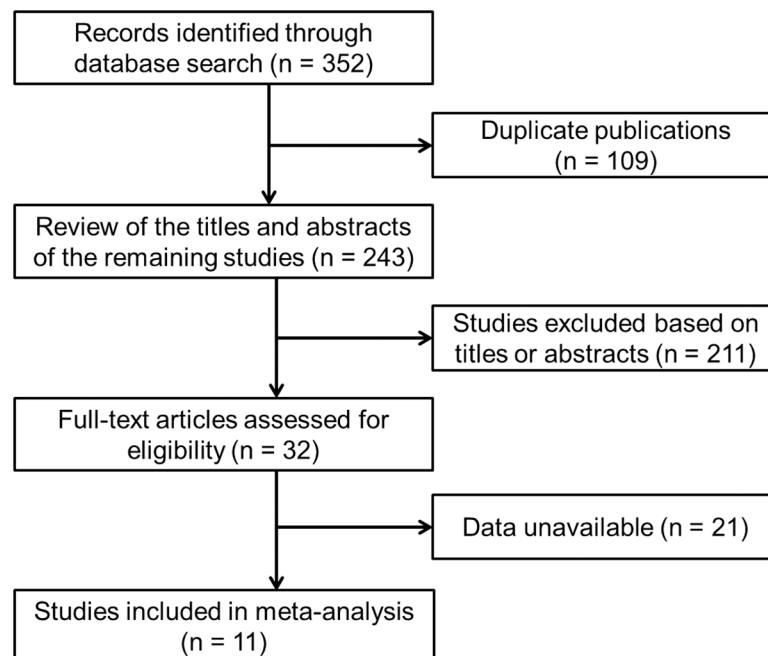 Records identified through
database search (n = 352)
Duplicate publications
(n = 109)
Review of the titles and abstracts
of the remaining studies (n = 243)
Studies excluded based on
titles or abstracts (n = 211)
Full-text articles assessed for
eligibility (n = 32)
Data unavailable (n = 21)
Studies included in meta-analysis
(n = 11)